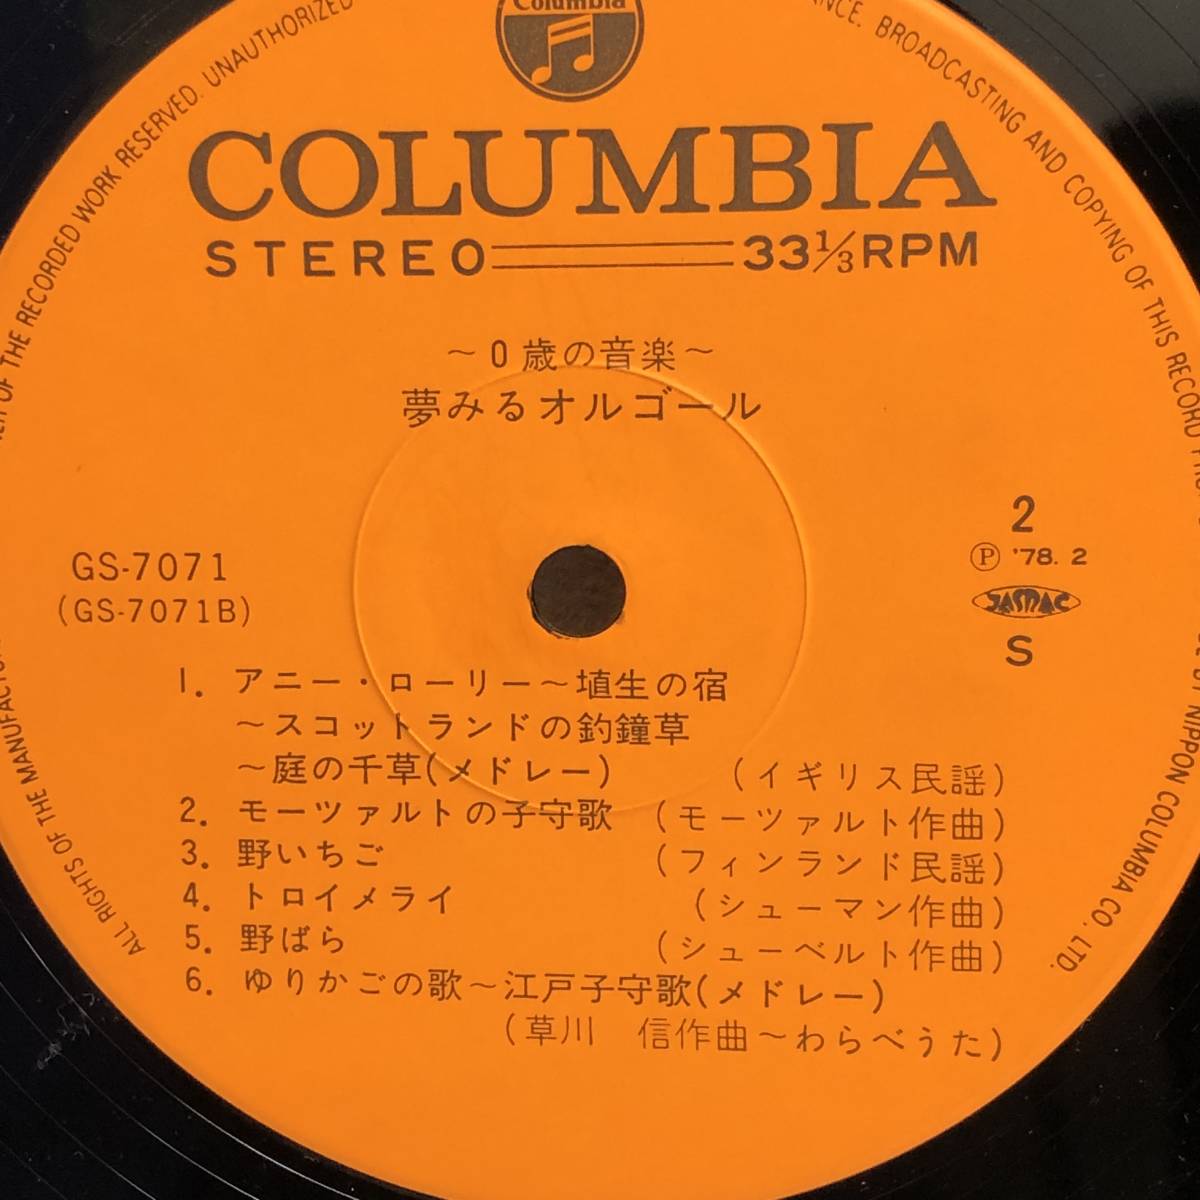 Columbia
COLUMBIA
STEREO 33⅓RPM
～0歳の音楽～
夢みるオルゴール
2
GS-7071
Ⓟ '78. 2
(GS-7071B)
JASRAC
S
1. アニー・ローリー～埴生の宿
～スコットランドの釣鐘草
～庭の千草(メドレー) (イギリス民謡)
2. モーツァルトの子守歌 (モーツァルト作曲)
3. 野いちご (フィンランド民謡)
4. トロイメライ (シューマン作曲)
5. 野ばら (シューベルト作曲)
6. ゆりかごの歌～江戸子守歌(メドレー)
(草川 信作曲～わらべうた)
ALL RIGHTS OF THE MANUFACTURER OF THE RECORDED WORK RESERVED. UNAUTHORIZED
BROADCASTING AND COPYING OF THIS RECORD
NIPPON COLUMBIA CO., LTD.